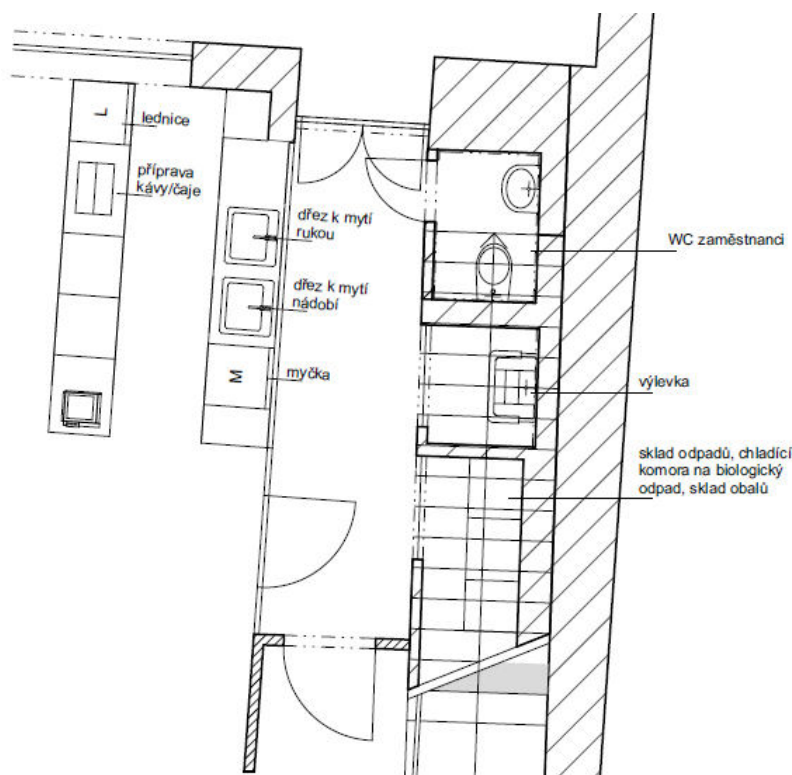 L
lednice
příprava
kávy/čaje
dřez k mytí
rukou
dřez k mytí
nádobí
M
myčka
WC zaměstnanci
výlevka
sklad odpadů, chladící
komora na biologický
odpad, sklad obalů